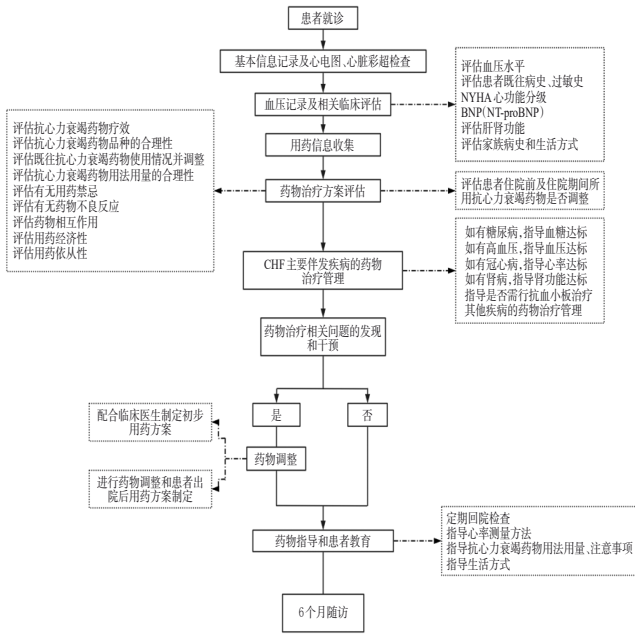 患者就诊
基本信息记录及心电图、心脏彩超检查
血压记录及相关临床评估
评估血压水平
评估患者既往病史、过敏史
NYHA 心功能分级
BNP(NT-proBNP)
评估肝肾功能
评估家族病史和生活方式
用药信息收集
药物治疗方案评估
评估抗心力衰竭药物疗效
评估抗心力衰竭药物品种的合理性
评估既往抗心力衰竭药物使用情况并调整
评估抗心力衰竭药物用法用量的合理性
评估有无用药禁忌
评估有无药物不良反应
评估药物相互作用
评估用药经济性
评估用药依从性
评估患者住院前及住院期间所
用抗心力衰竭药物是否调整
CHF 主要伴发疾病的药物
治疗管理
如有糖尿病,指导血糖达标
如有高血压,指导血压达标
如有冠心病,指导心率达标
如有肾病,指导肾功能达标
指导是否需行抗血小板治疗
其他疾病的药物治疗管理
药物治疗相关问题的发现
和干预
是
否
配合临床医生制定初步
用药方案
药物调整
进行药物调整和患者出
院后用药方案制定
药物指导和患者教育
定期回院检查
指导心率测量方法
指导抗心力衰竭药物用法用量、注意事项
指导生活方式
6个月随访